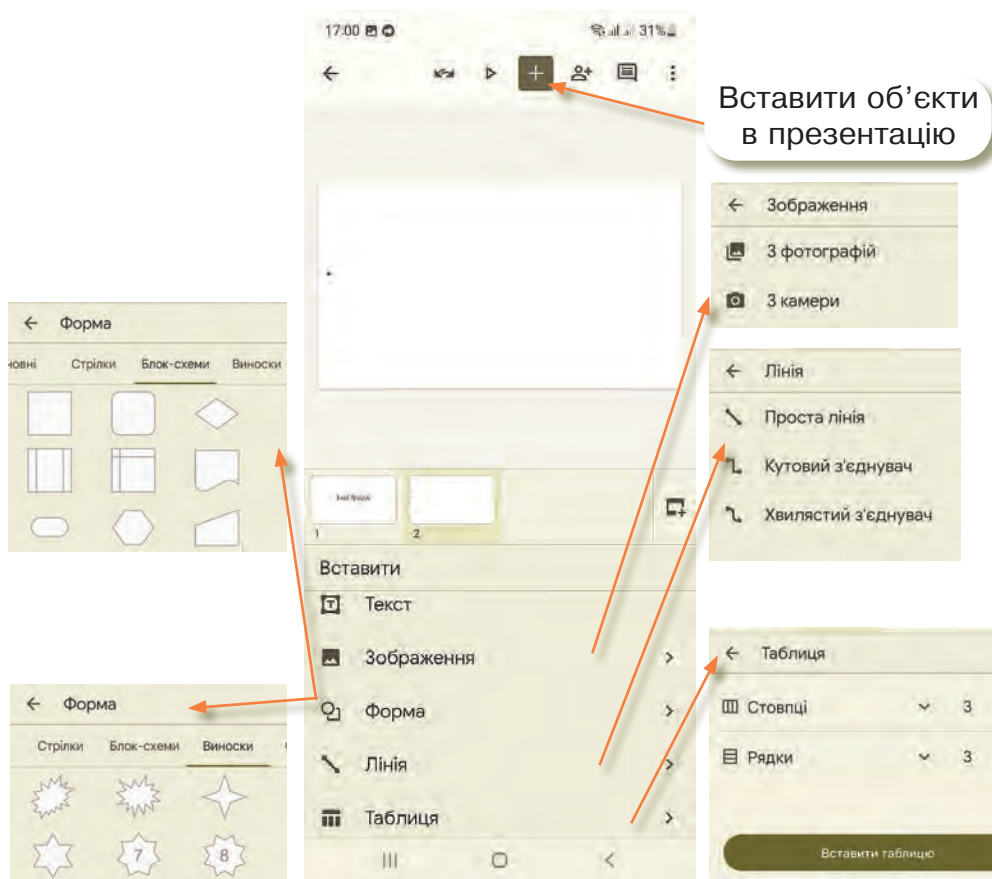 17:00
31%
Вставити об’єкти
в презентацію
Зображення
З фотографій
З камери
Форма
Стрілки Блок-схеми Виноски
Лінія
Проста лінія
Кутовий з'єднувач
Хвилястий з'єднувач
1
2
Вставити
Текст
Зображення
Форма
Лінія
Таблиця
Форма
Стрілки Блок-схеми Виноски
7
8
Таблиця
Стовпці 3
Рядки 3
Вставити таблицю